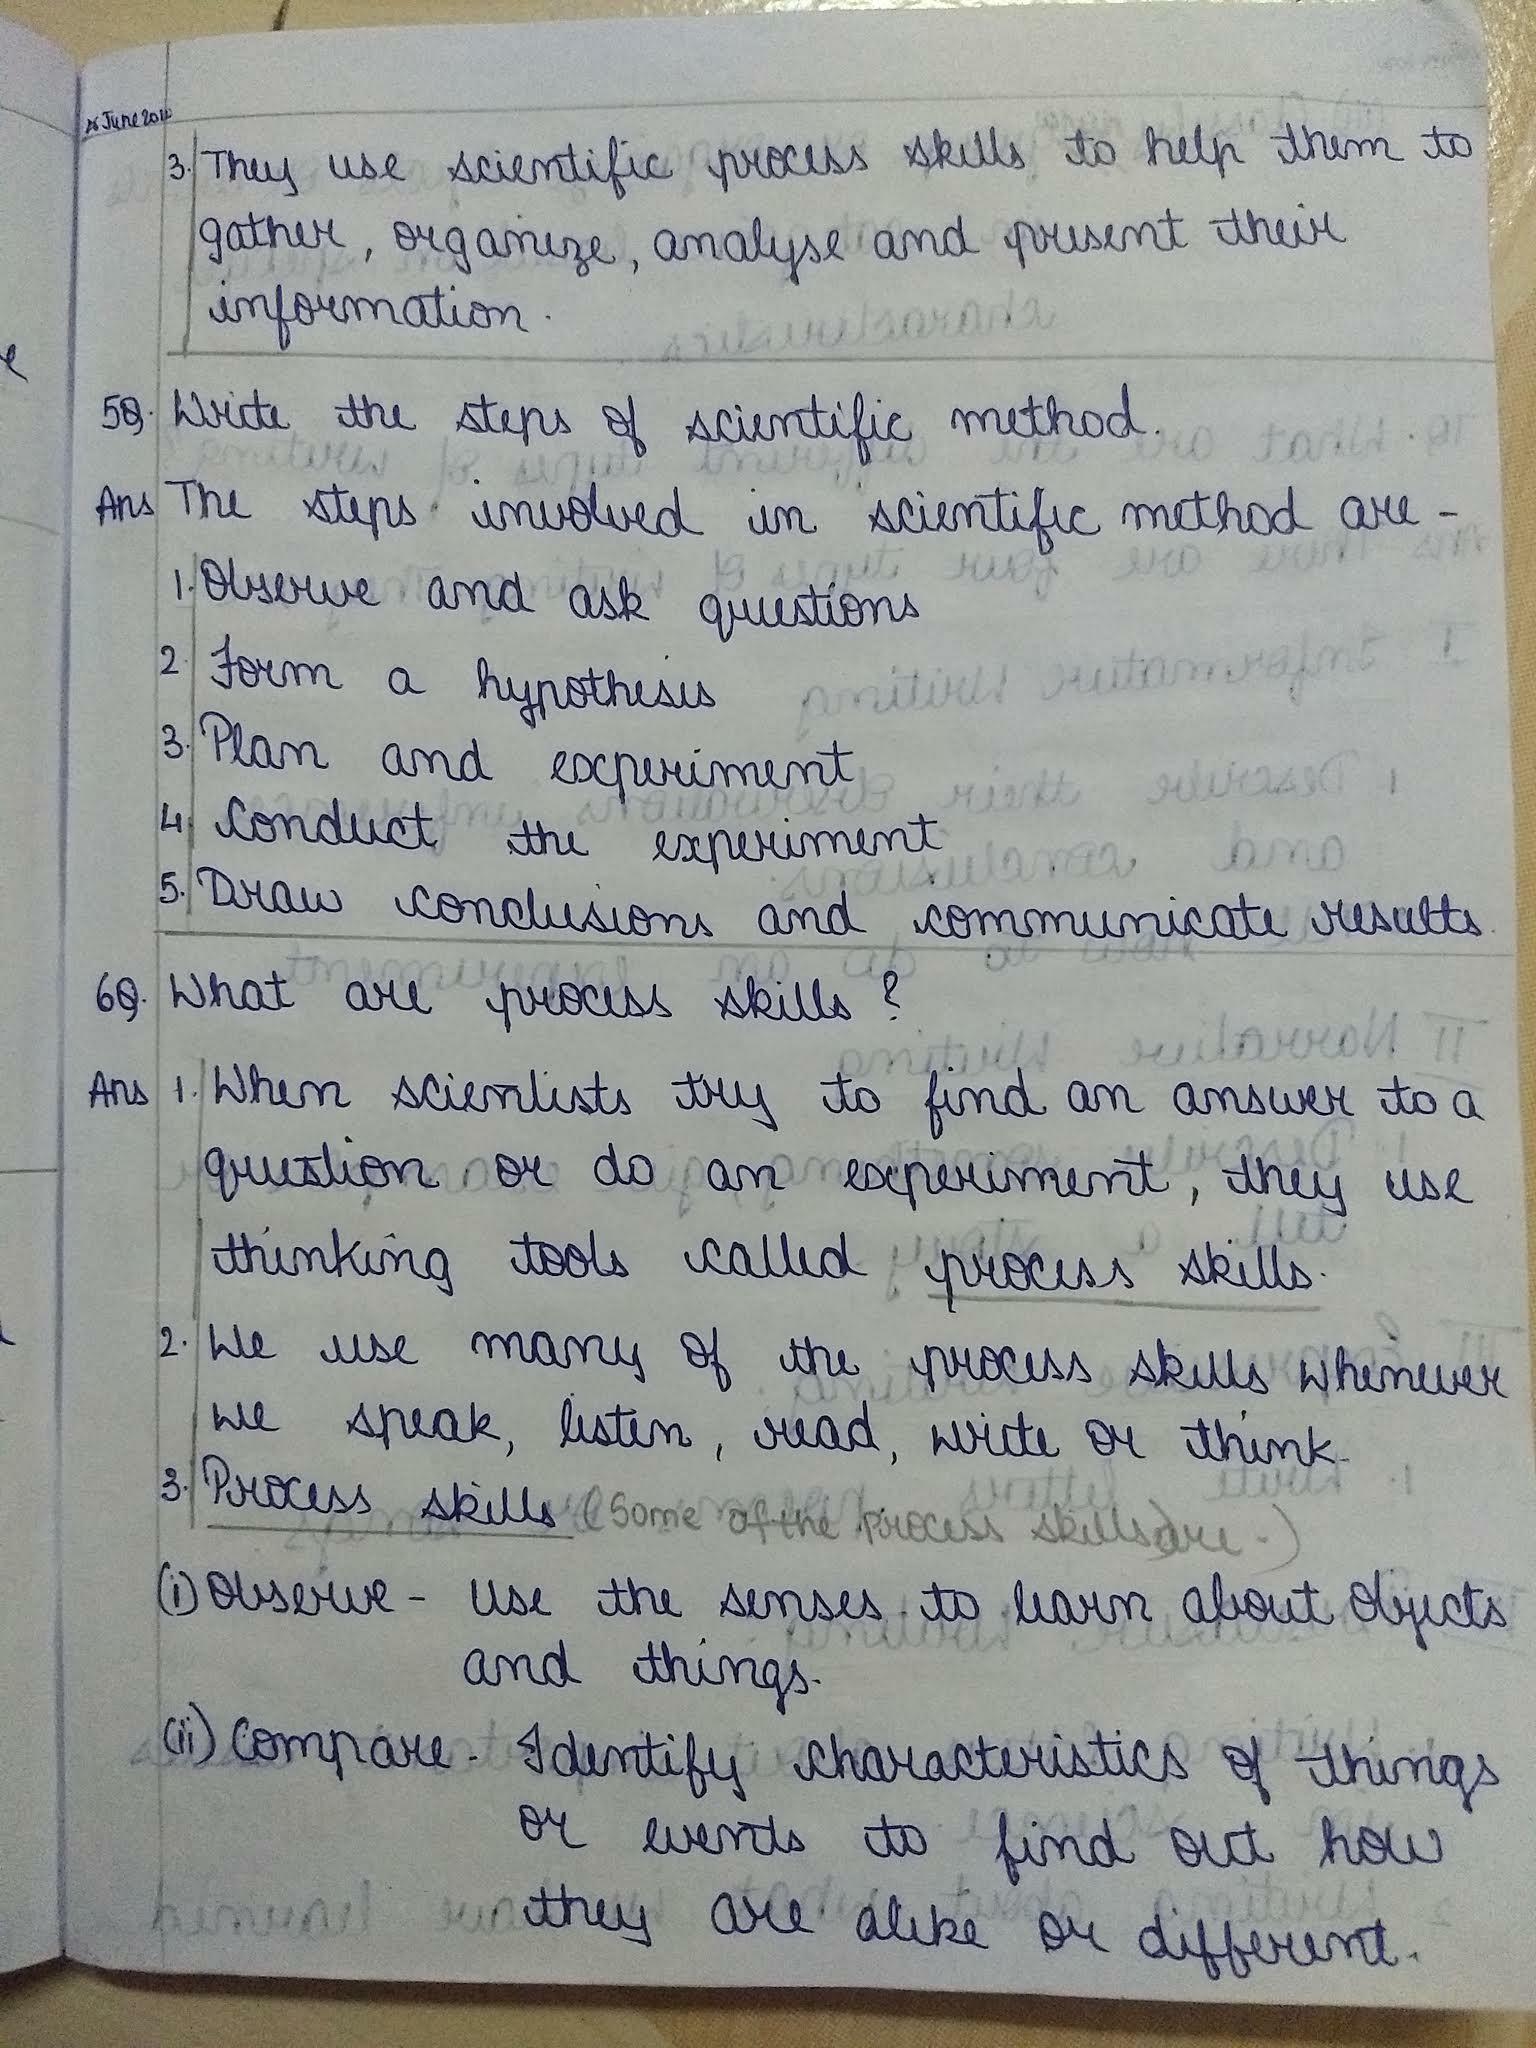 June
3. They use scientific process skills to help them to
gather, organize, analyse and present their
information.
5Q. Write the steps of scientific method.
Ans The steps involved in scientific method are -
1. Observe and ask questions
2. Form a hypothesis
3. Plan and experiment
4. Conduct the experiment
5. Draw conclusions and communicate results.
6Q. What are process skills?
Ans 1. When scientists try to find an answer to a
question or do an experiment, they use
thinking tools called process skills.
2. We use many of the process skills whenever
we speak, listen, read, write or think.
3. Process skills (Some of the process skills are -)
(i) Observe - Use the senses to learn about objects
and things.
(ii) Compare - Identify characteristics of things
or events to find out how
they are alike or different.